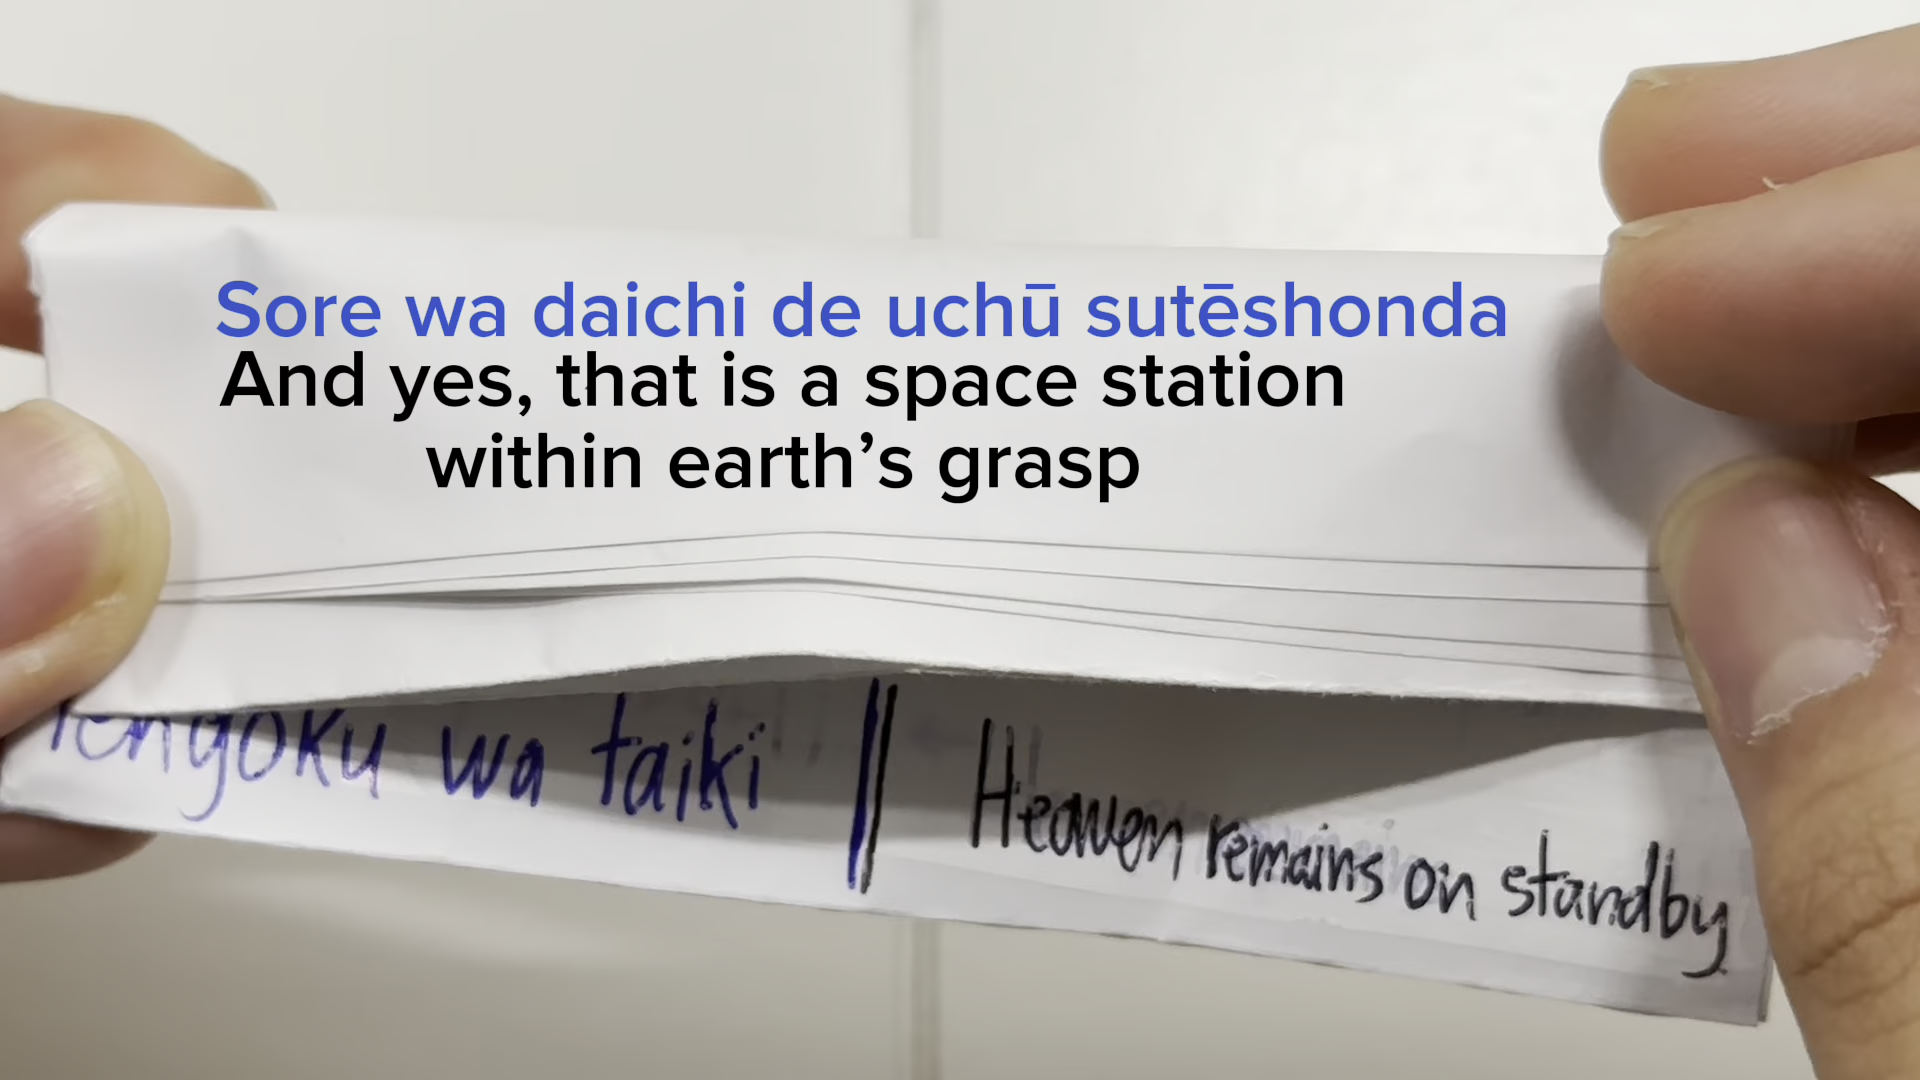 Sore wa daichi de uchū sutēshonda
And yes, that is a space station
within earth's grasp
Tengoku wa taiki || Heaven remains on standby